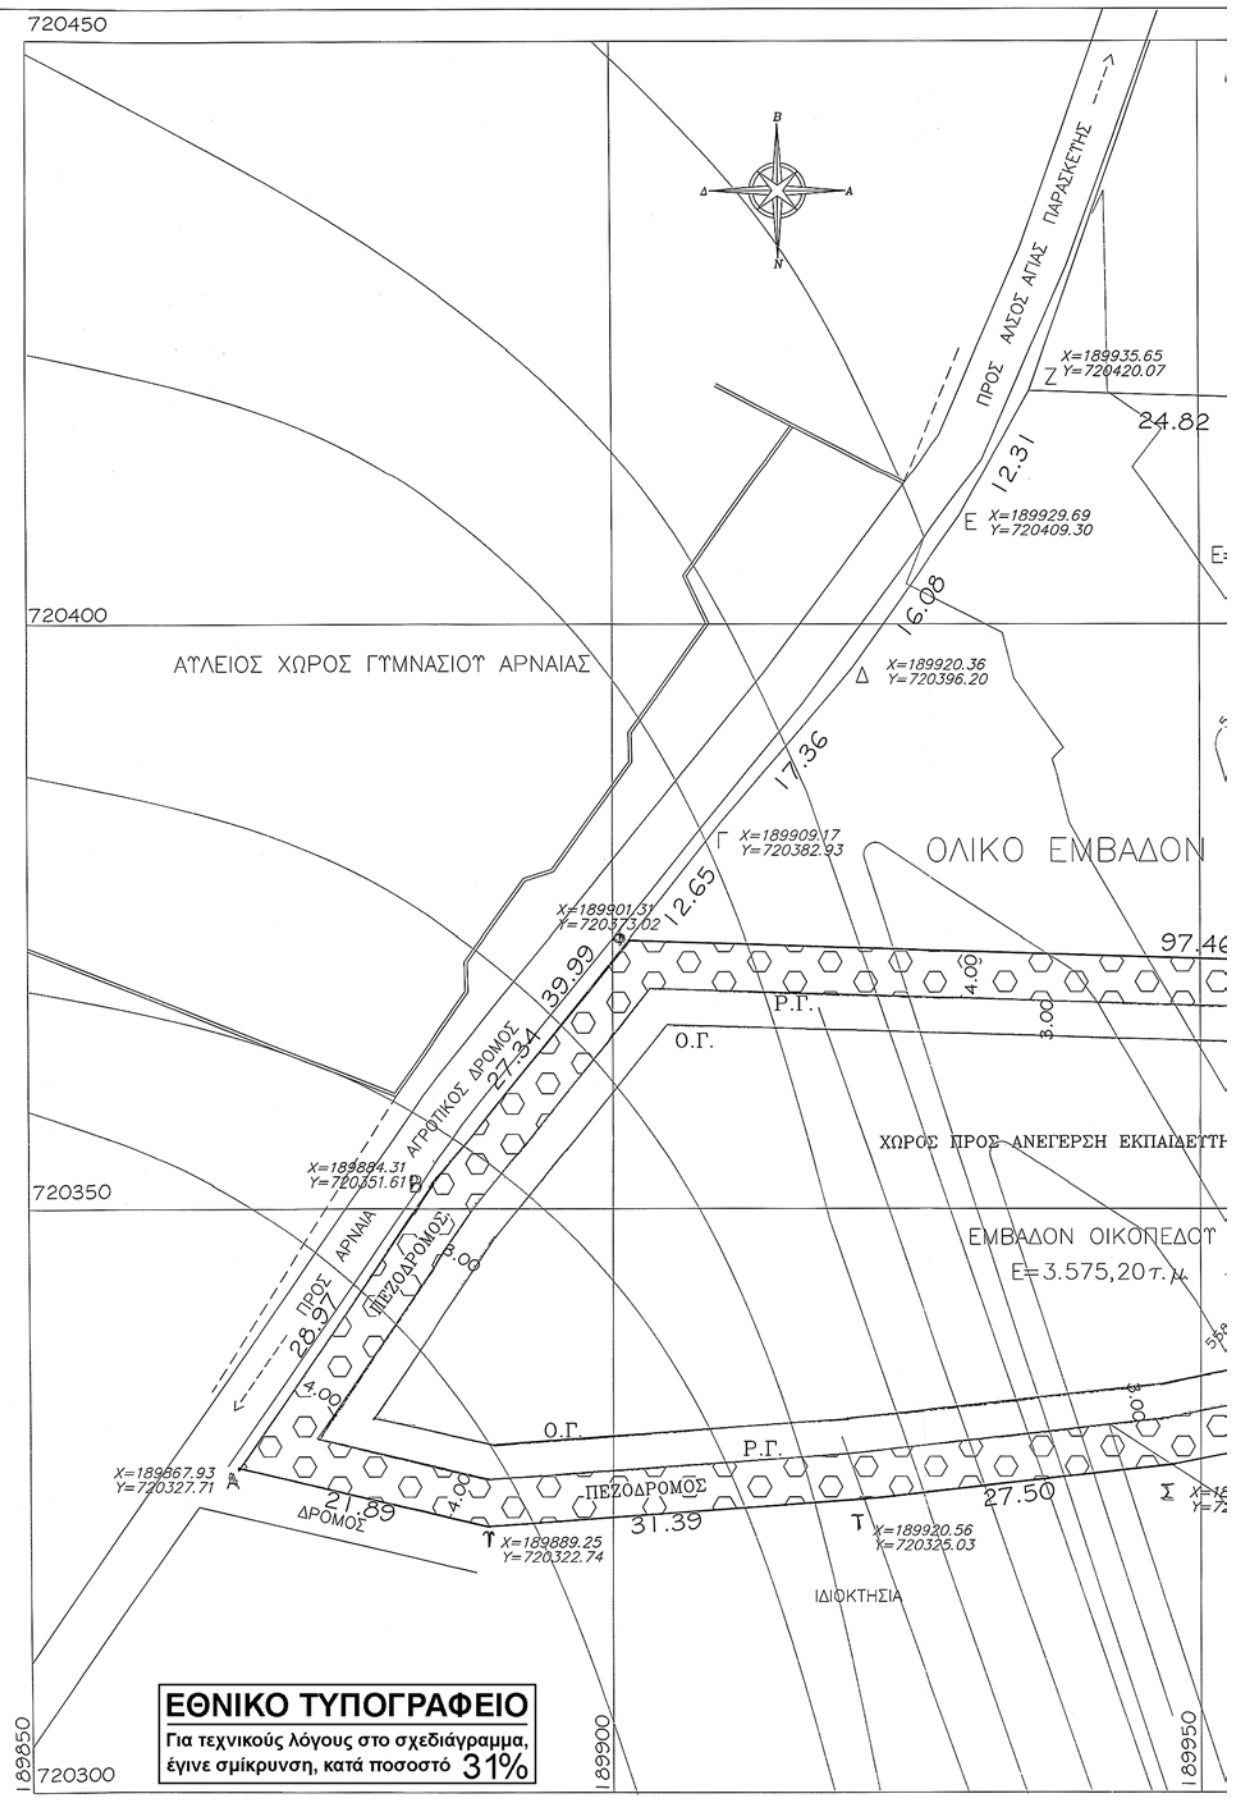 720450
Β
Δ
Α
Ν
ΠΡΟΣ ΑΛΣΟΣ ΑΓΙΑΣ ΠΑΡΑΣΚΕΥΗΣ
X=189935.65
Ζ Y=720420.07
24.82
12.31
Ε X=189929.69
Y=720409.30
Ε=
16.08
720400
ΑΥΛΕΙΟΣ ΧΩΡΟΣ ΓΥΜΝΑΣΙΟΥ ΑΡΝΑΙΑΣ
X=189920.36
Δ Y=720396.20
17.36
Γ X=189909.17
Y=720382.93
ΟΛΙΚΟ ΕΜΒΑΔΟΝ
12.65
X=189901.31
Y=720373.02
97.46
39.99
4.00
Ρ.Γ.
3.00
Ο.Γ.
27.34
ΑΓΡΟΤΙΚΟΣ ΔΡΟΜΟΣ
ΧΩΡΟΣ ΠΡΟΣ ΑΝΕΓΕΡΣΗ ΕΚΠΑΙΔΕΥΤΗ
X=189884.31
Y=720351.61 Β
720350
ΠΡΟΣ ΑΡΝΑΙΑ
ΠΕΖΟΔΡΟΜΟΣ
3.00
ΕΜΒΑΔΟΝ ΟΙΚΟΠΕΔΟΥ
Ε=3.575,20τ.μ.
28.97
558
4.00
3.00
Ο.Γ.
Ρ.Γ.
X=189867.93
Y=720327.71
Α
4.00
ΠΕΖΟΔΡΟΜΟΣ
27.50
Σ X=18
Y=72
21.89
ΔΡΟΜΟΣ
31.39
Τ
X=189920.56
Y=720325.03
Υ X=189889.25
Y=720322.74
ΙΔΙΟΚΤΗΣΙΑ
ΕΘΝΙΚΟ ΤΥΠΟΓΡΑΦΕΙΟ
Για τεχνικούς λόγους στο σχεδιάγραμμα,
έγινε σμίκρυνση, κατά ποσοστό 31%
189850
189900
189950
720300